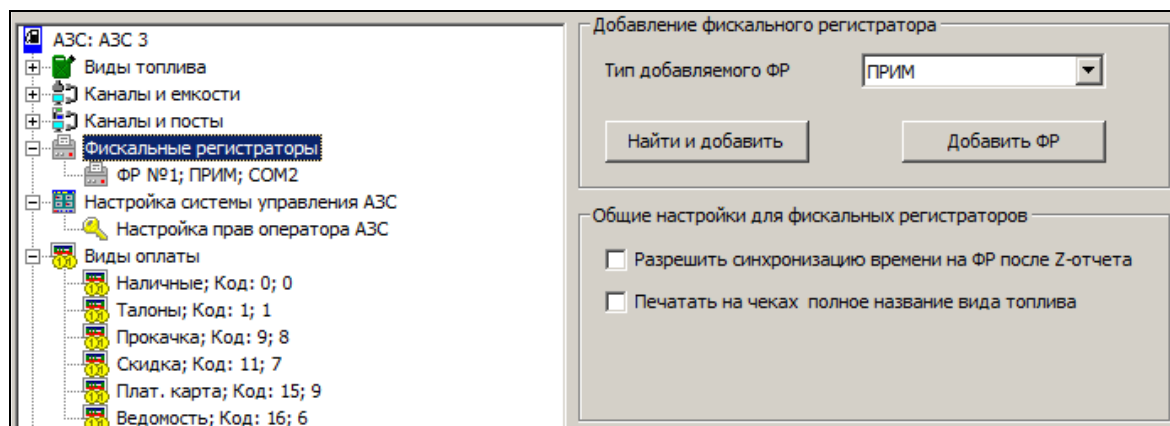 АЗС: АЗС 3
Виды топлива
Каналы и емкости
Каналы и посты
Фискальные регистраторы
ФР №1; ПРИМ; COM2
Настройка системы управления АЗС
Настройка прав оператора АЗС
Виды оплаты
Наличные; Код: 0; 0
Талоны; Код: 1; 1
Прокачка; Код: 9; 8
Скидка; Код: 11; 7
Плат. карта; Код: 15; 9
Ведомость; Код: 16; 6
Добавление фискального регистратора
Тип добавляемого ФР
ПРИМ
Найти и добавить
Добавить ФР
Общие настройки для фискальных регистраторов
Разрешить синхронизацию времени на ФР после Z-отчета
Печатать на чеках полное название вида топлива